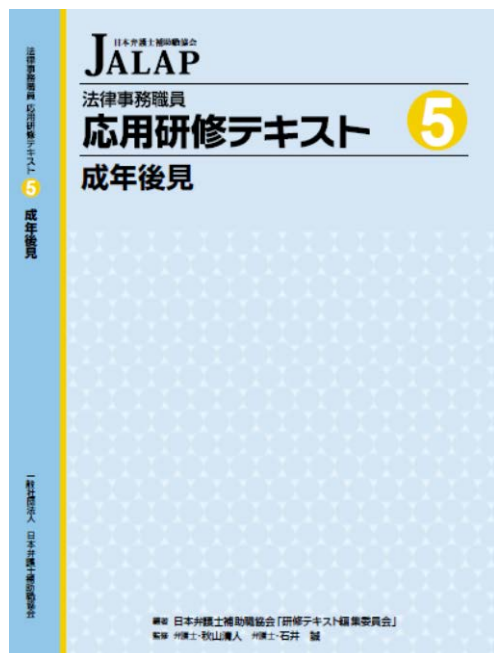 法律事務職員 応用研修テキスト 5 成年後見
一般社団法人 日本弁護士補助職協会
日本弁護士補助職協会
JALAP
法律事務職員
応用研修テキスト 5
成年後見
編著 日本弁護士補助職協会「研修テキスト編集委員会」
監修 弁護士・秋山清人 弁護士・石井 誠